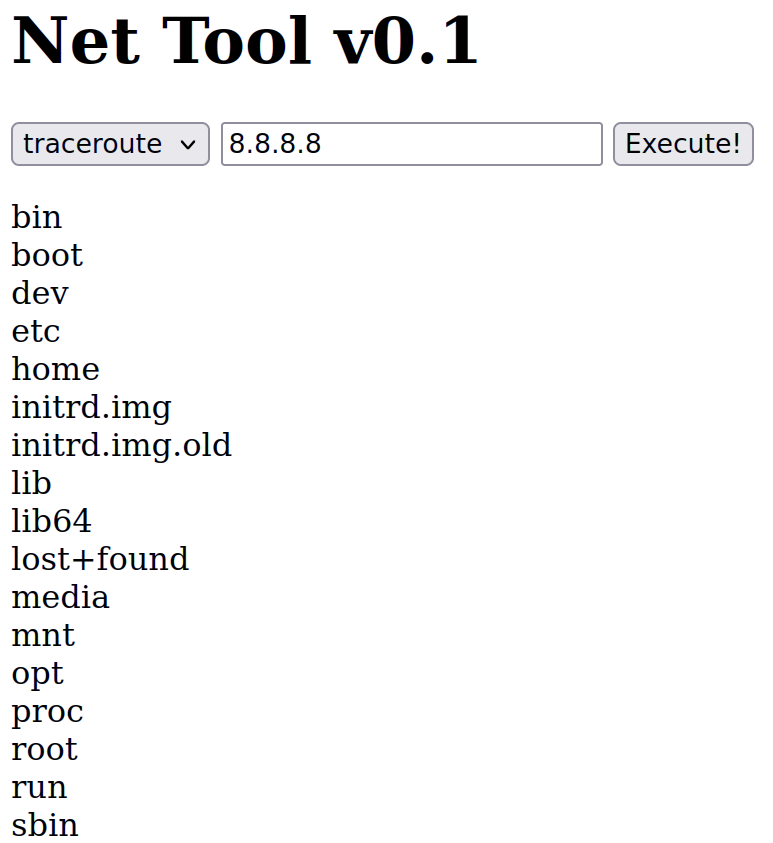 Net Tool v0.1
traceroute 8.8.8.8 Execute!
bin
boot
dev
etc
home
initrd.img
initrd.img.old
lib
lib64
lost+found
media
mnt
opt
proc
root
run
sbin